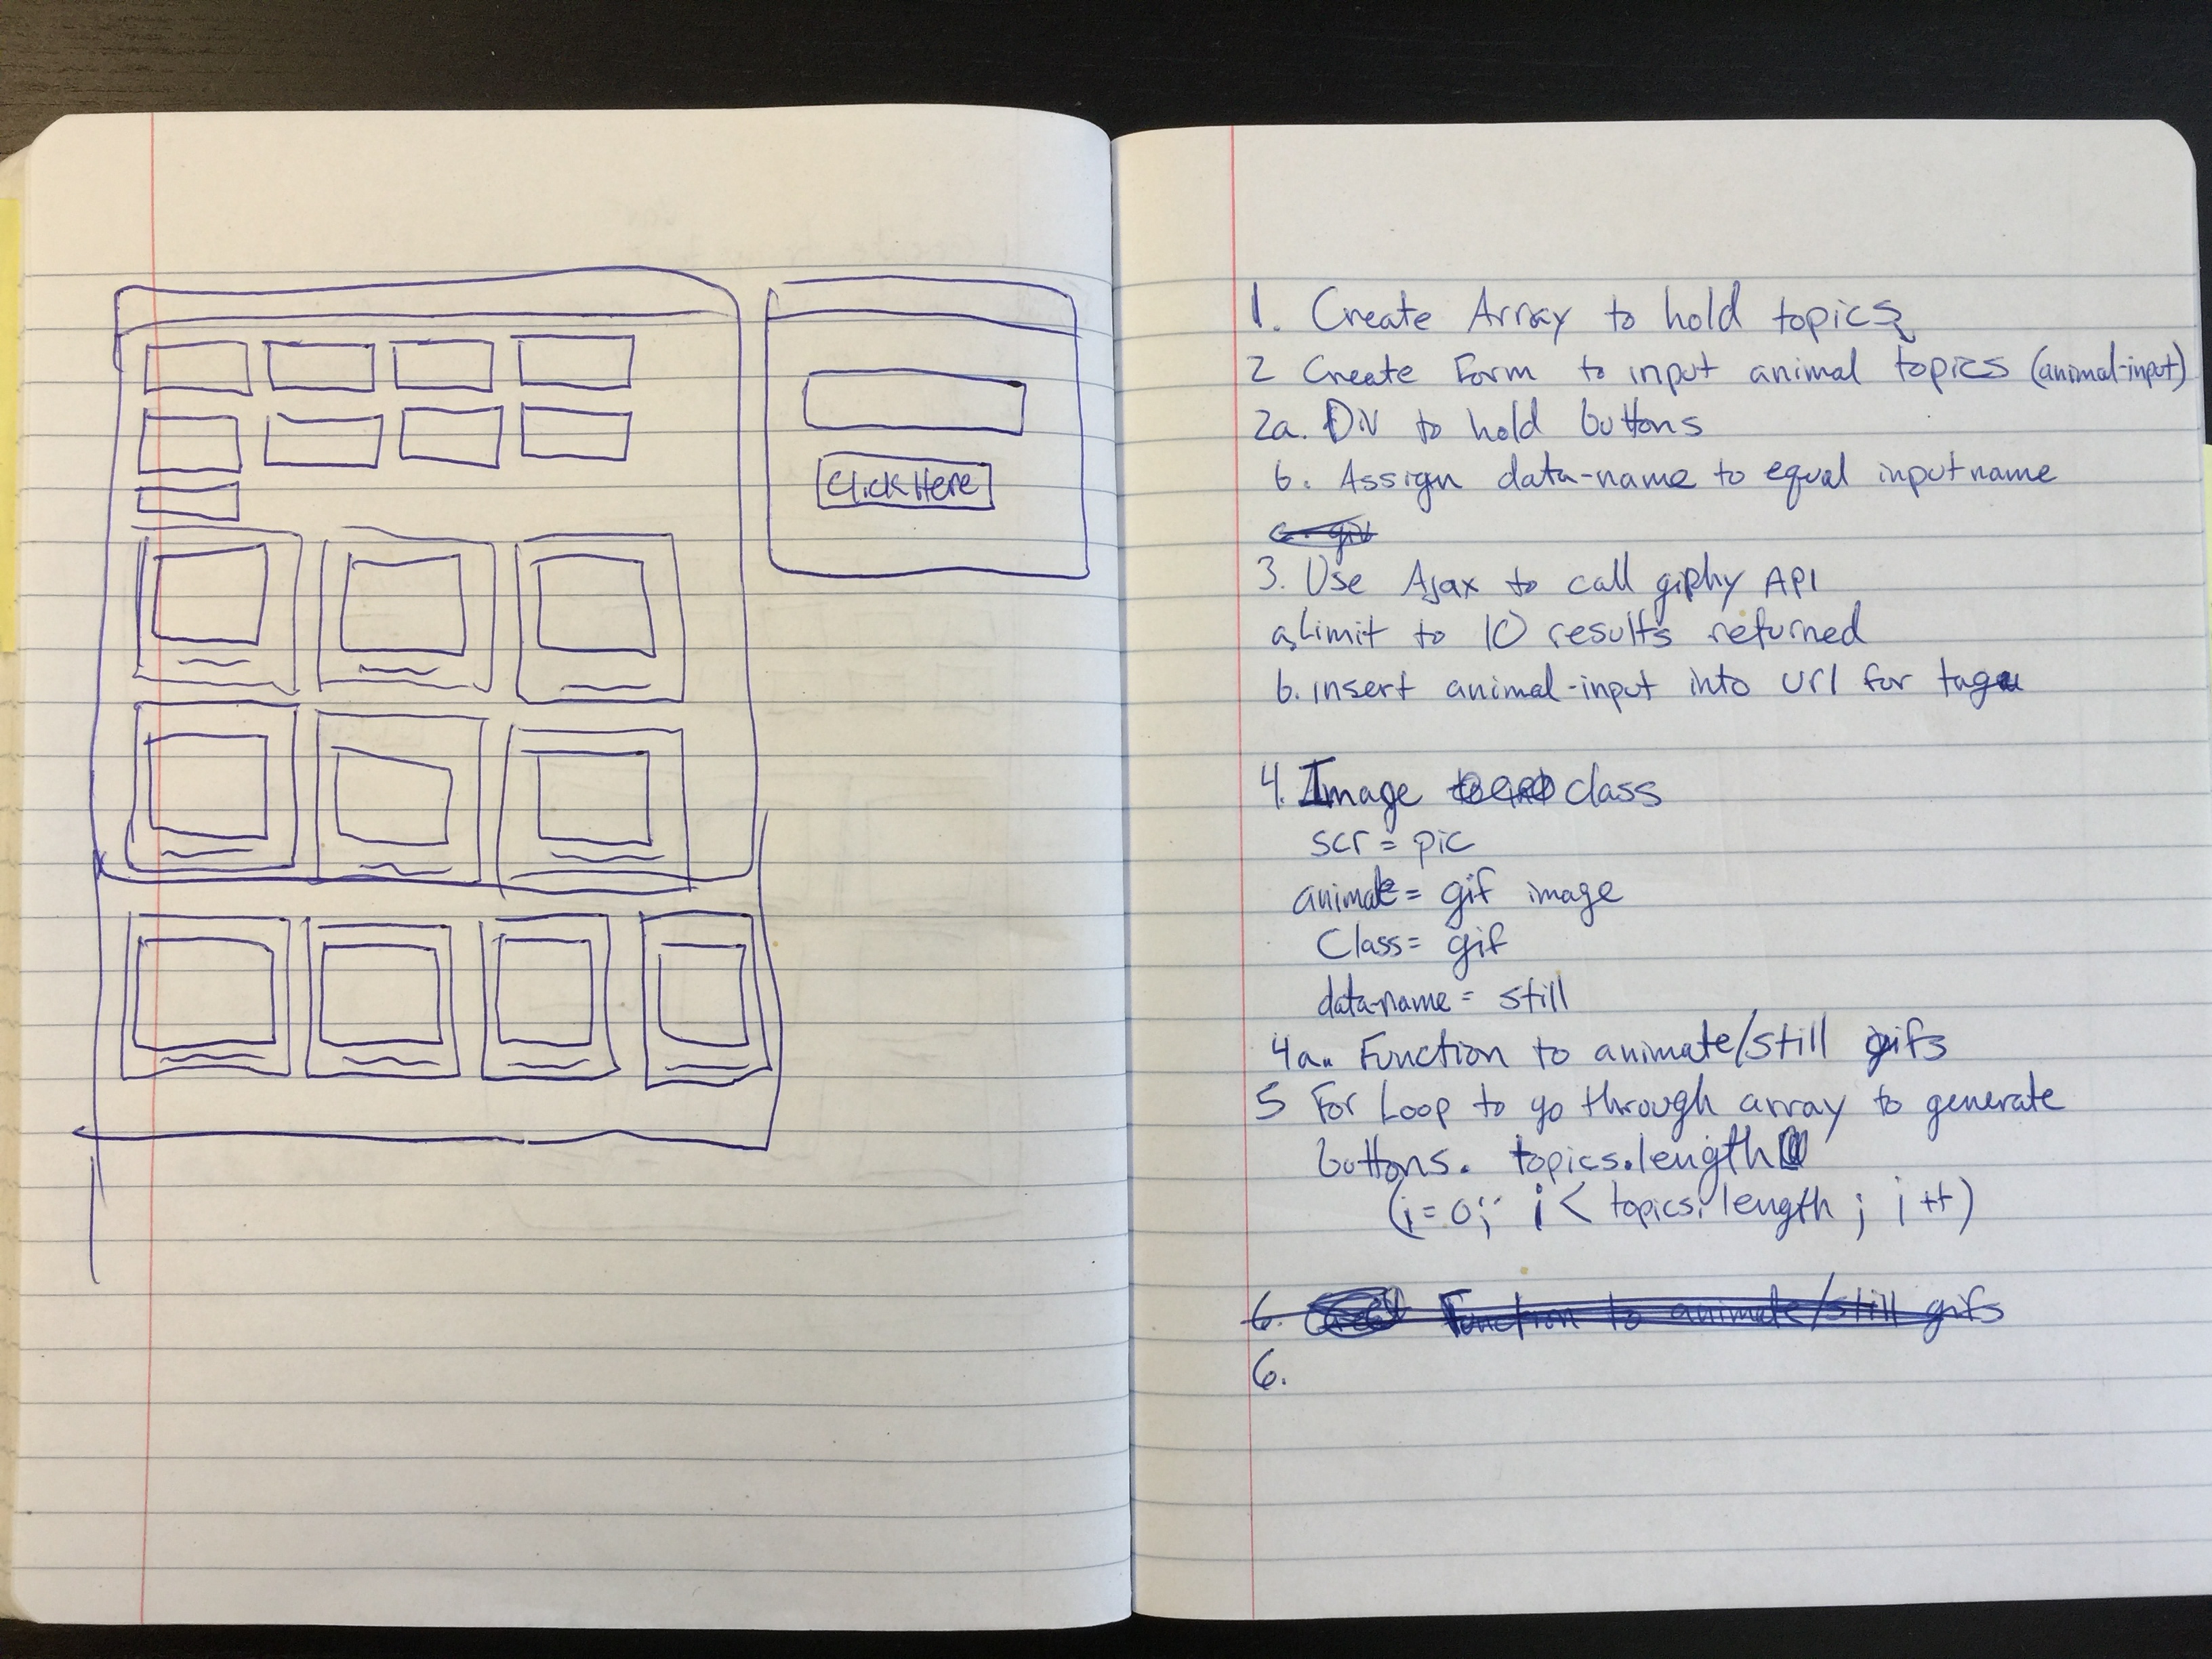 Click Here
1. Create Array to hold topics
2 Create Form to input animal topics (animal-input)
2a. Div to hold buttons
b. Assign data-name to equal input name
3. Use Ajax to call giphy API
a. Limit to 10 results returned
b. insert animal-input into url for tag
4. Image class
scr = pic
animate = gif image
Class = gif
data-name = still
4a. Function to animate/still gifs
5 For Loop to go through array to generate
buttons. topics.length
(i=0; i < topics.length ; i++)
6. Function to animate/still gifs
6.